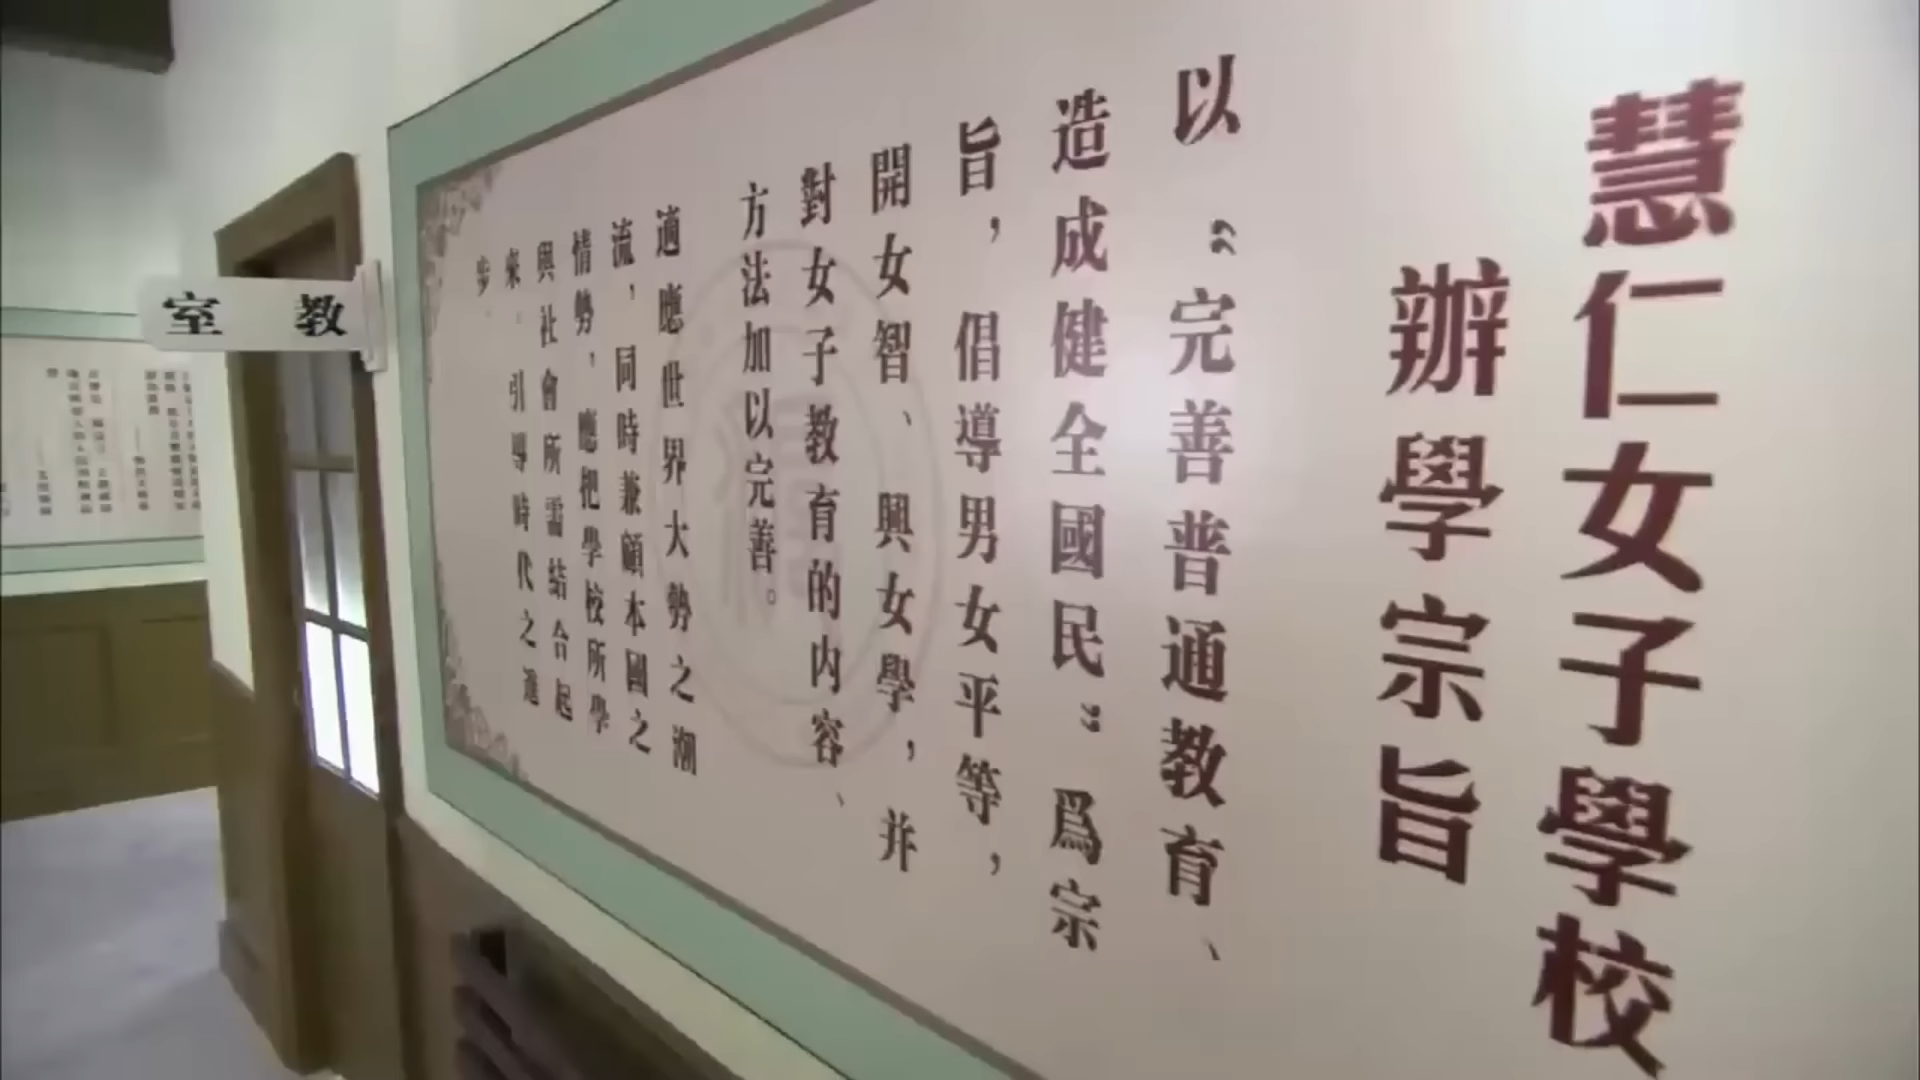 慧仁女子學校
辦學宗旨
以“完善普通教育、
造成健全國民”爲宗
旨，倡導男女平等，
開女智、興女學，并
對女子教育的内容、
方法加以完善。
適應世界大勢之潮
流，同時兼顧本國之
情勢，應把學校所學
與社會所需结合起
來．引導時代之進
步．
室教